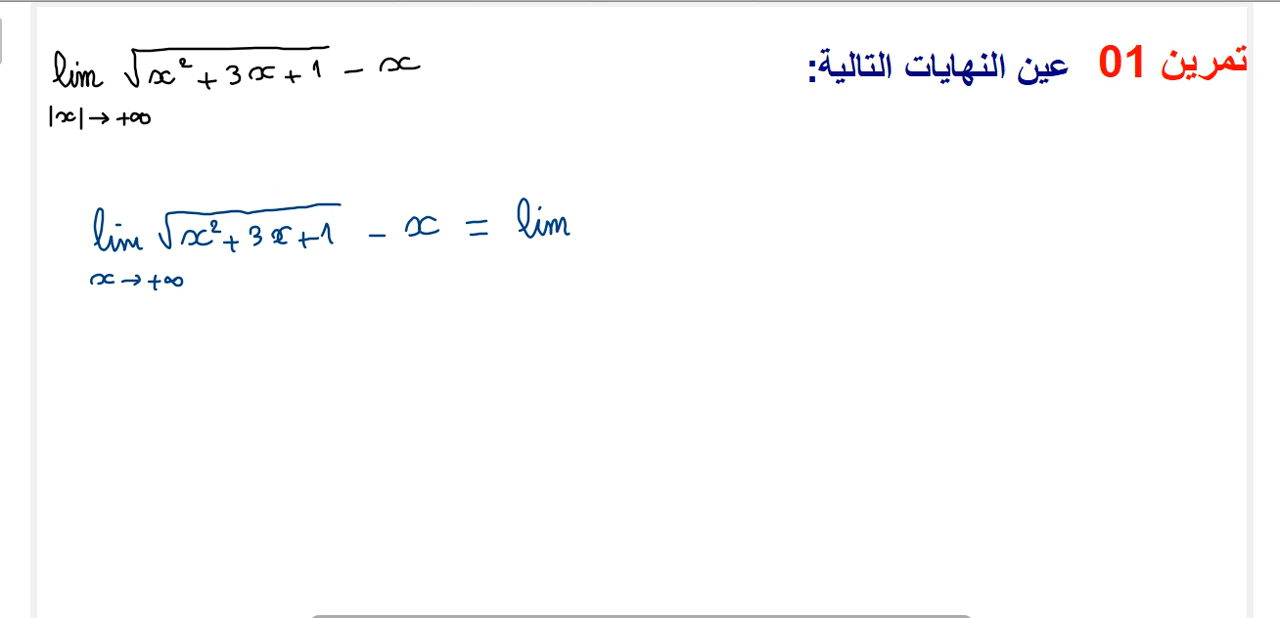 تمرين 01 عين النهايات التالية:
lim √x² + 3x + 1 - x
|x| → +∞
lim √x² + 3x + 1 - x = lim
x → +∞